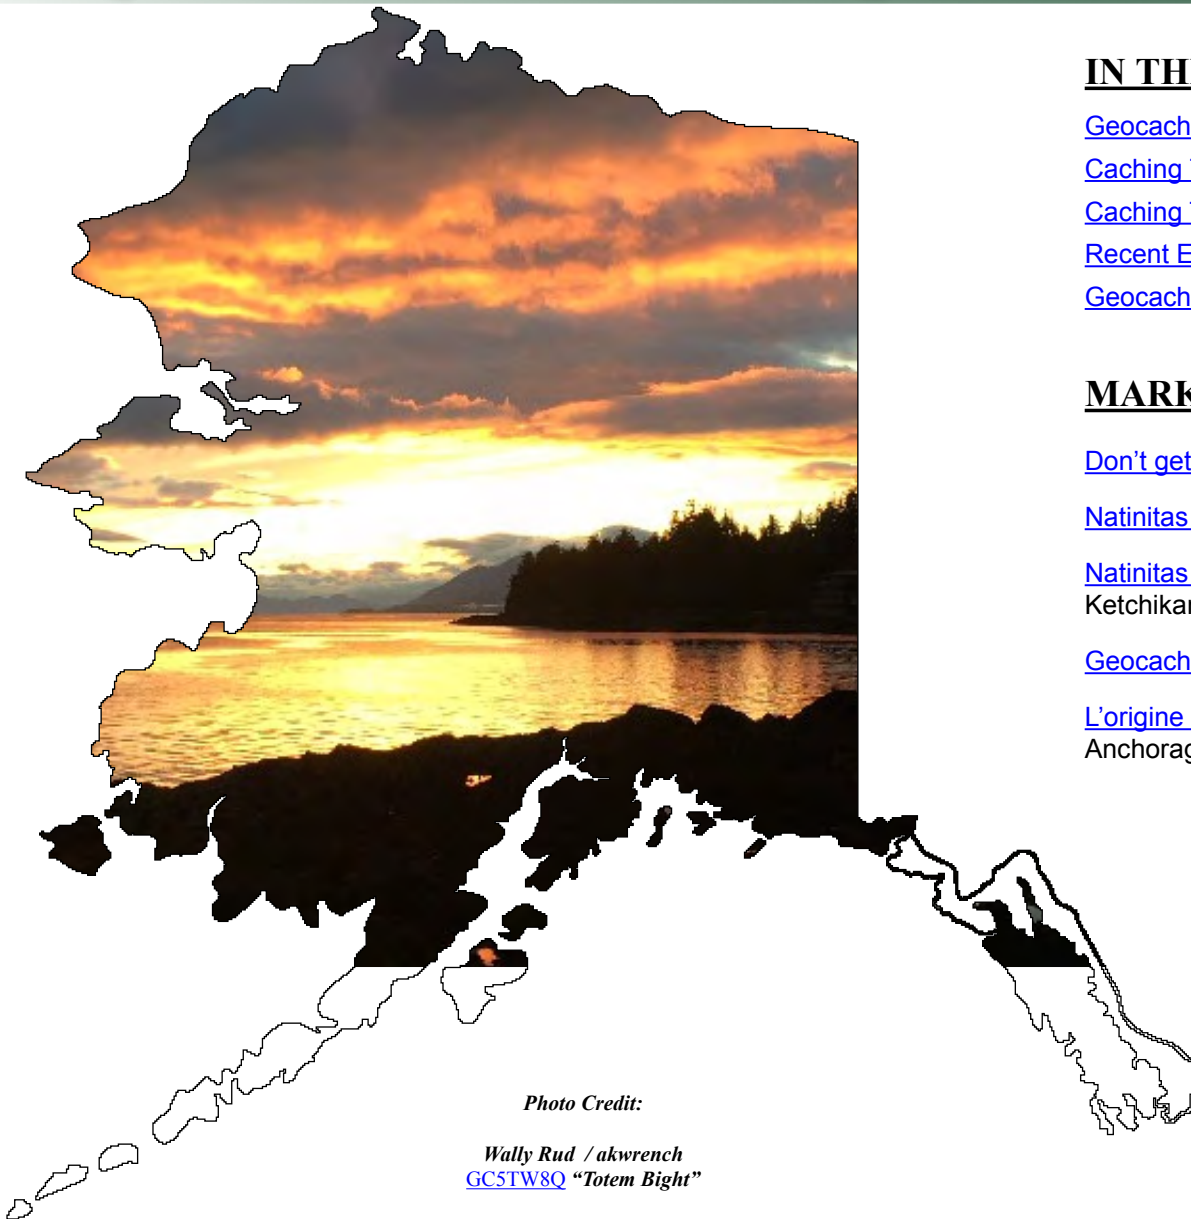 IN TH
Geocach
Caching
Caching
Recent E
Geocach
MARK
Don't get
Natinitas
Natinitas
Ketchikan
Geocach
L'origine
Anchorag
Photo Credit:
Wally Rud / akwrench
GC5TW8Q “Totem Bight”